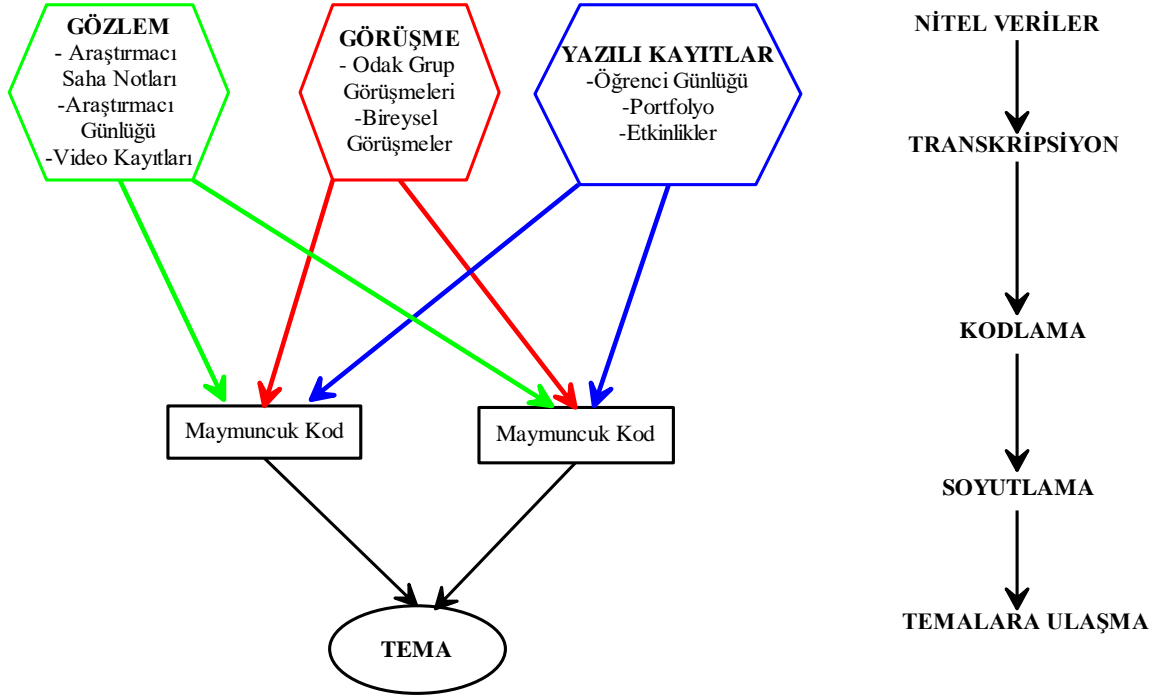 GÖZLEM
- Araştırmacı
Saha Notları
-Araştırmacı
Günlüğü
-Video Kayıtları
GÖRÜŞME
- Odak Grup
Görüşmeleri
-Bireysel
Görüşmeler
YAZILI KAYITLAR
-Öğrenci Günlüğü
-Portfolyo
-Etkinlikler
Maymuncuk Kod
Maymuncuk Kod
TEMA
NİTEL VERİLER
TRANSKRİPSİYON
KODLAMA
SOYUTLAMA
TEMALARA ULAŞMA